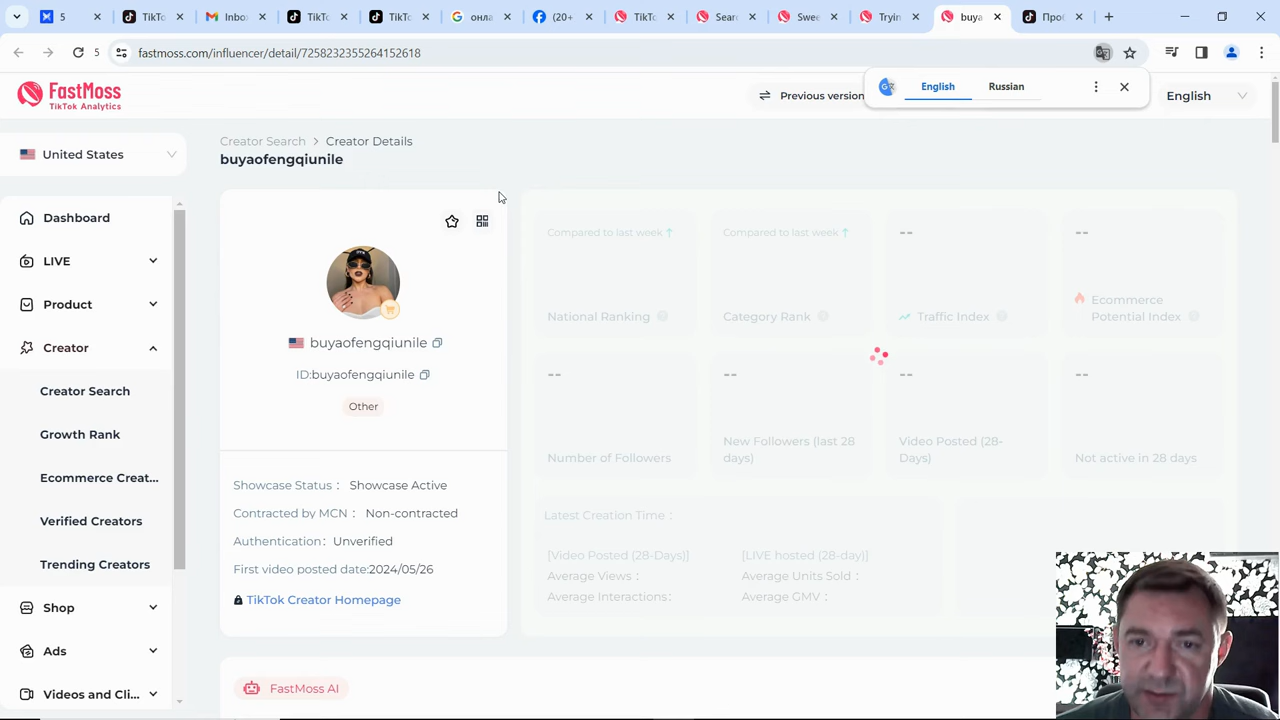 5
TikTo
Inbo
TikT
TikTo
онла
(20+
TikTo
Sear
Swee
Tryin
buya
Про
5
fastmoss.com/influencer/detail/7258232355264152618
English
Russian
FastMoss
TikTok Analytics
Previous version
English
United States
Dashboard
LIVE
Product
Creator
Creator Search
Growth Rank
Ecommerce Creat...
Verified Creators
Trending Creators
Shop
Ads
Videos and Cli...
Creator Search > Creator Details
buyaofengqiunile
buyaofengqiunile
ID:buyaofengqiunile
Other
Showcase Status : Showcase Active
Contracted by MCN : Non-contracted
Authentication: Unverified
First video posted date:2024/05/26
TikTok Creator Homepage
Compared to last week ↑
National Ranking
Compared to last week ↑
Category Rank
--
Traffic Index
--
Ecommerce
Potential Index
--
Number of Followers
--
New Followers (last 28
days)
--
Video Posted (28-
Days)
--
Not active in 28 days
Latest Creation Time :
[Video Posted (28-Days)]
Average Views :
Average Interactions:
[LIVE hosted (28-day)]
Average Units Sold :
Average GMV :
FastMoss AI